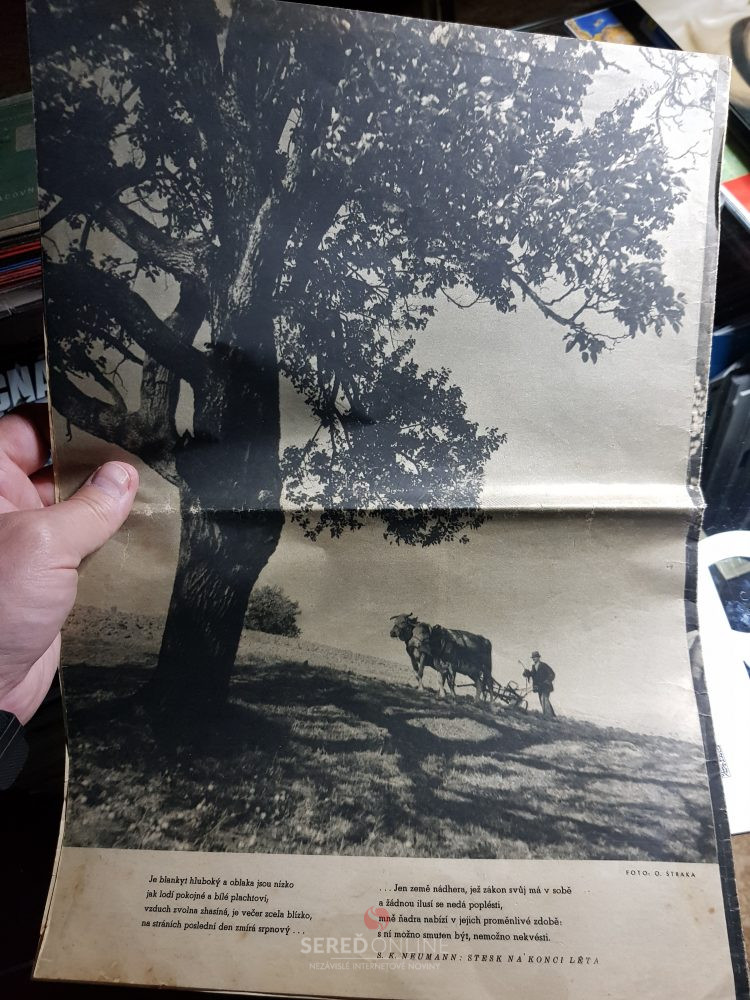 FOTO: O. STRAKA
Je blankyt hluboký a oblaka jsou nízko
jak lodí pokojné a bílé plachtoví,
vzduch zvolna zhasíná, je večer zcela blízko,
na stráních poslední den zmírá srpnový ...
... Jen země nádhera, jež zákon svůj má v sobě
a žádnou ilusí se nedá poplésti,
mně ňadra nabízí v jejich proměnlivé zdobě:
s ní možno smuten být, nemožno nekvésti.
S. K. NEUMANN: STESK NA KONCI LÉTA
SEREĎONLINE
NEZÁVISLÉ INTERNETOVÉ NOVINY
GNA